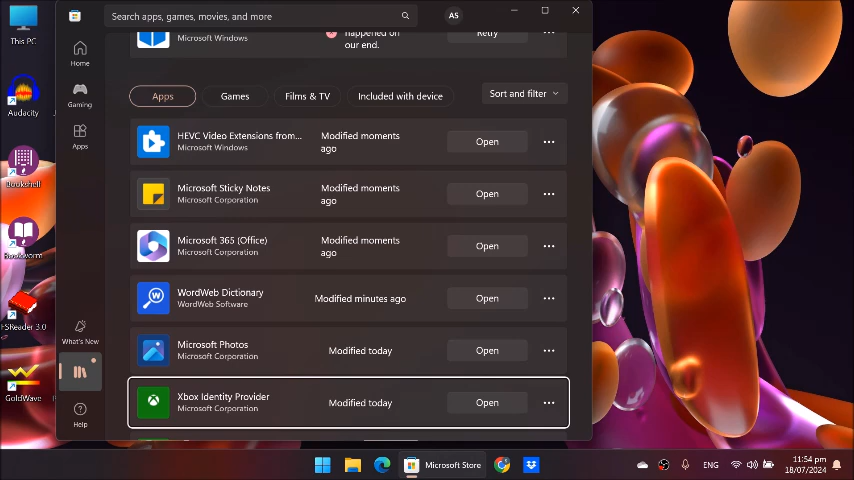 This PC
Audacity
Bookshell
Bookworm
FSReader 3.0
GoldWave
Search apps, games, movies, and more
AS
Home
Gaming
Apps
What's New
Help
Microsoft Windows
happened on
our end.
Retry
Apps
Games
Films & TV
Included with device
Sort and filter
HEVC Video Extensions from...
Microsoft Windows
Modified moments
ago
Open
Microsoft Sticky Notes
Microsoft Corporation
Modified moments
ago
Open
Microsoft 365 (Office)
Microsoft Corporation
Modified moments
ago
Open
WordWeb Dictionary
WordWeb Software
Modified minutes ago
Open
Microsoft Photos
Microsoft Corporation
Modified today
Open
Xbox Identity Provider
Microsoft Corporation
Modified today
Open
Microsoft Store
ENG
11:54 pm
18/07/2024